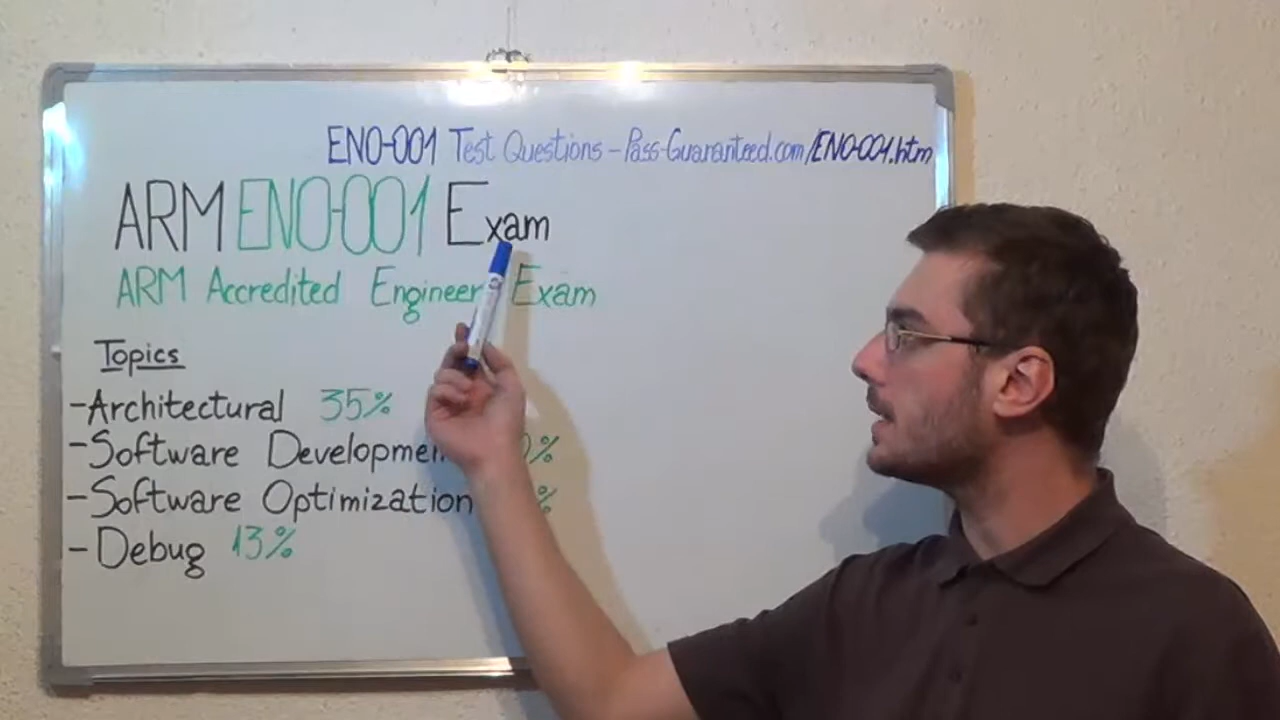 EN0-001 Test Questions - Pass-Guaranteed.com/EN0-001.htm
ARM EN0-001 Exam
ARM Accredited Engineer Exam
Topics
- Architectural 35%
- Software Developme
- Software Optimization
- Debug 13%